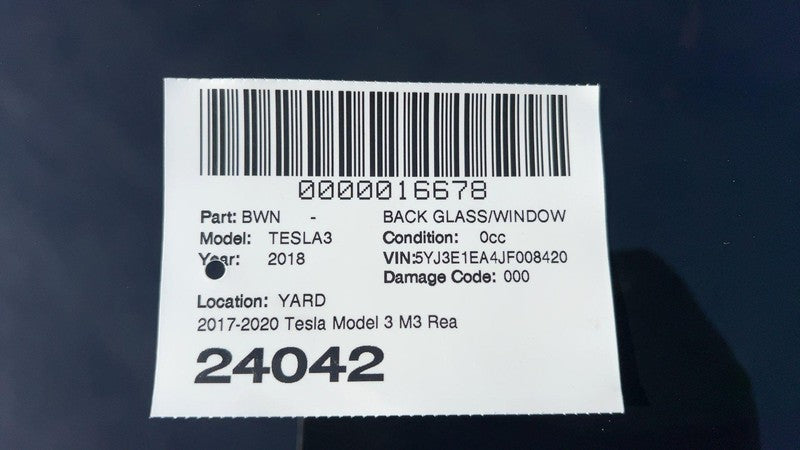 0000016678
Part: BWN - BACK GLASS/WINDOW
Model: TESLA3 Condition: 0cc
Year: 2018 VIN:5YJ3E1EA4JF008420
Damage Code: 000
Location: YARD
2017-2020 Tesla Model 3 M3 Rea
24042